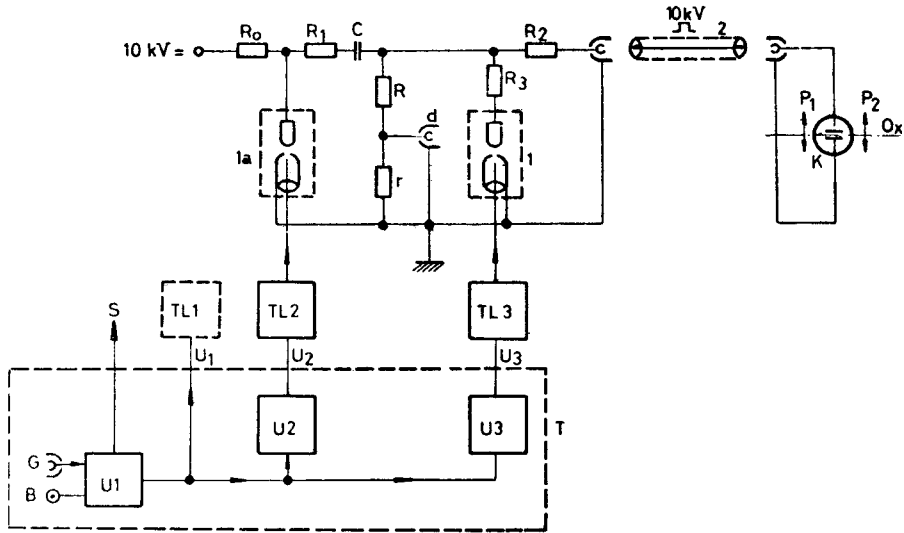 10 kV =
R₀
R₁
C
R₂
10kV
2
R
R₃
d
c
c
1a
1
r
P₁
P₂
Ox
K
S
TL1
TL2
TL3
U₁
U₂
U₃
U2
U3
T
G
U1
B